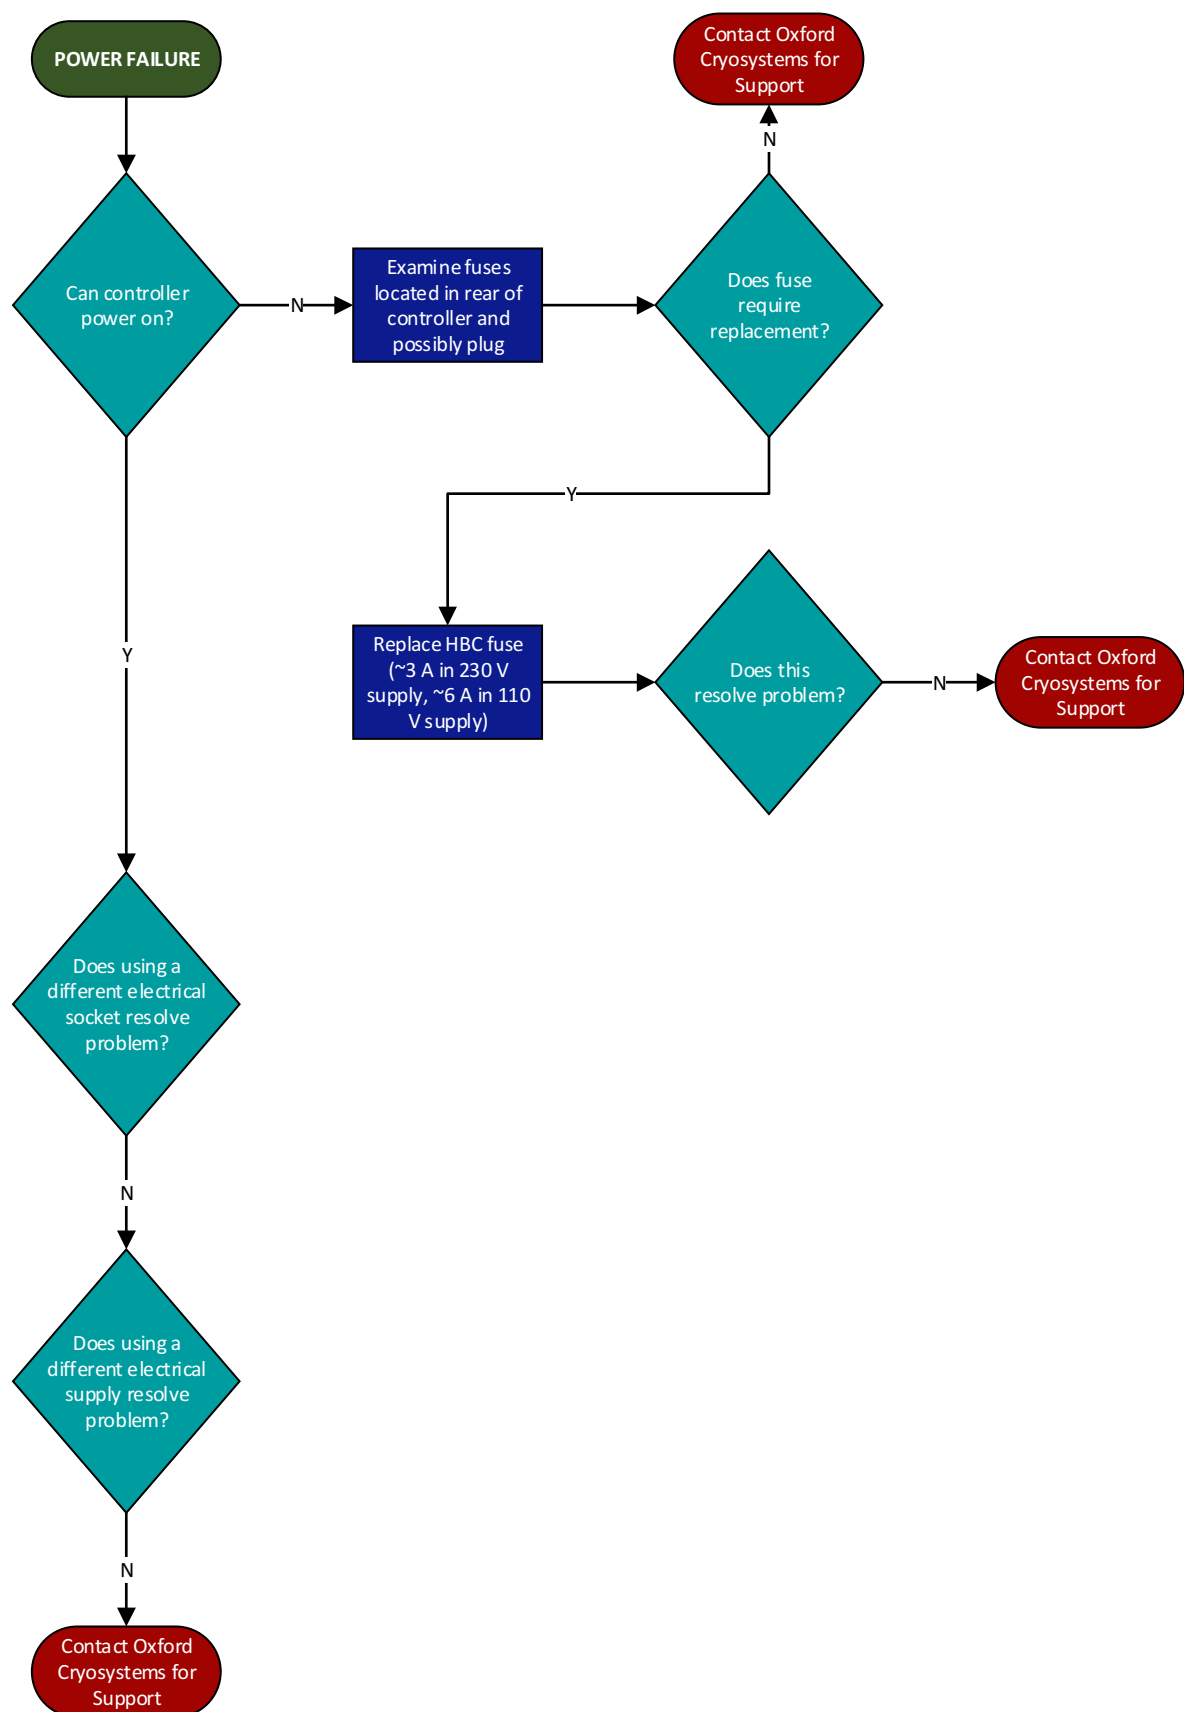 POWER FAILURE
Contact Oxford
Cryosystems for
Support
N
Can controller
power on?
N
Examine fuses
located in rear of
controller and
possibly plug
Does fuse
require
replacement?
Y
Replace HBC fuse
(~3 A in 230 V
supply, ~6 A in 110
V supply)
Does this
resolve problem?
N
Contact Oxford
Cryosystems for
Support
Y
Does using a
different electrical
socket resolve
problem?
N
Does using a
different electrical
supply resolve
problem?
N
Contact Oxford
Cryosystems for
Support